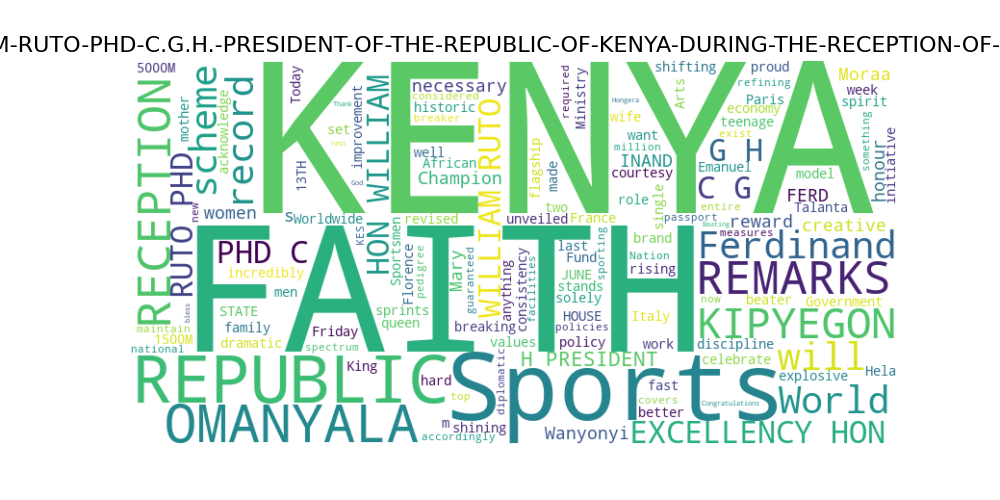 M-RUTO-PHD-C.G.H.-PRESIDENT-OF-THE-REPUBLIC-OF-KENYA-DURING-THE-RECEPTION-OF-
KENYA
FAITH
Sports
REPUBLIC
OMANYALA
RECEPTION
RUTO PHD
scheme
record
HON WILLIAM
WILLIAM RUTO
PHD C
G H
C G
Ferdinand
REMARKS
KIPYEGON
will
World
EXCELLENCY HON
H PRESIDENT
5000M
mother
acknowledge
Today
13TH
set
improvement
Thank
necessary
considered
historic
breaker
well
African
Champion
revised
flagship
made
required
Ministry
Hongera
wife
million
want
INAND
courtesy
role
two
unveiled
France
single
shifting
Arts
proud
refining
Paris
economy
teenage
exist
Emanuel
model
FERD
entire
Talanta
passport
reward
measures
Beating
creative
Moraa
week
spirit
something
honour
initiative
new
women
s
Worldwide
KES
Sportsmen
incredibly
men
STATE
family
dramatic
Friday
spectrum
1500M
maintain
national
bless
God
rest
King
sprints
queen
Florence
pedigree
Mary
guaranteed
breaking
values
anything
consistency
facilities
last
Fund
JUNE
stands
solely
HOUSE
policies
policy
sporting
brand
Nation
rising
Italy
work
now
beater
Government
discipline
celebrate
explosive
Hela
hard
top
m
shining
accordingly
diplomatic
Wanyonyi
fast
covers
better
Congratulations